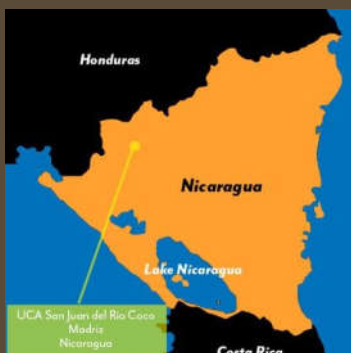 Honduras
Nicaragua
Lake Nicaragua
UCA San Juan del Rio Coco
Madriz
Nicaragua
Costa Rica